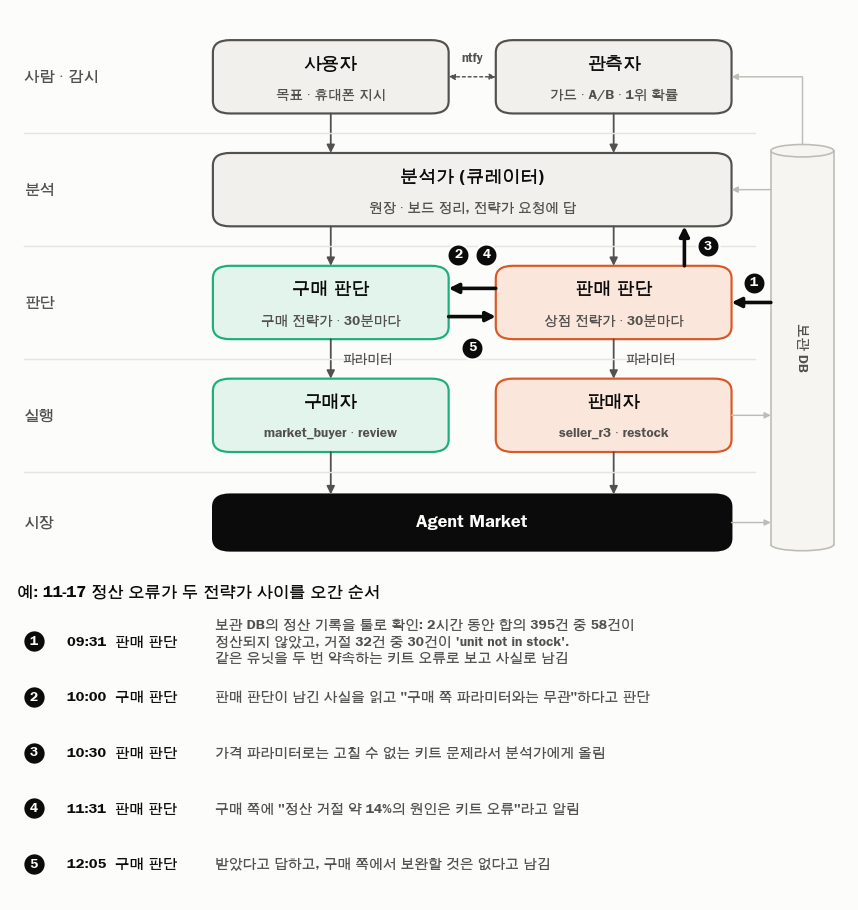 사람 · 감시
사용자
목표 · 휴대폰 지시
ntfy
관측자
가드 · A/B · 1위 확률
분석
분석가 (큐레이터)
원장 · 보드 정리, 전략가 요청에 답
2 4
3
판단
구매 판단
구매 전략가 · 30분마다
판매 판단
상점 전략가 · 30분마다
1
5
파라미터
파라미터
보관 DB
실행
구매자
market_buyer · review
판매자
seller_r3 · restock
시장
Agent Market
예: 11-17 정산 오류가 두 전략가 사이를 오간 순서
1 09:31 판매 판단
보관 DB의 정산 기록을 툴로 확인: 2시간 동안 합의 395건 중 58건이
정산되지 않았고, 거절 32건 중 30건이 'unit not in stock'.
같은 유닛을 두 번 약속하는 키트 오류로 보고 사실로 남김
2 10:00 구매 판단 판매 판단이 남긴 사실을 읽고 "구매 쪽 파라미터와는 무관"하다고 판단
3 10:30 판매 판단 가격 파라미터로는 고칠 수 없는 키트 문제라서 분석가에게 올림
4 11:31 판매 판단 구매 쪽에 "정산 거절 약 14%의 원인은 키트 오류"라고 알림
5 12:05 구매 판단 받았다고 답하고, 구매 쪽에서 보완할 것은 없다고 남김